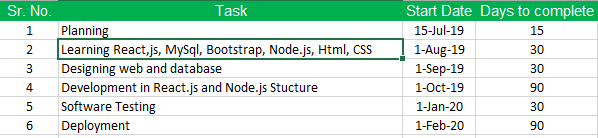 Sr. No. Task Start Date Days to complete
1 Planning 15-Jul-19 15
2 Learning React,js, MySql, Bootstrap, Node.js, Html, CSS 1-Aug-19 30
3 Designing web and database 1-Sep-19 30
4 Development in React.js and Node.js Stucture 1-Oct-19 90
5 Software Testing 1-Jan-20 30
6 Deployment 1-Feb-20 90